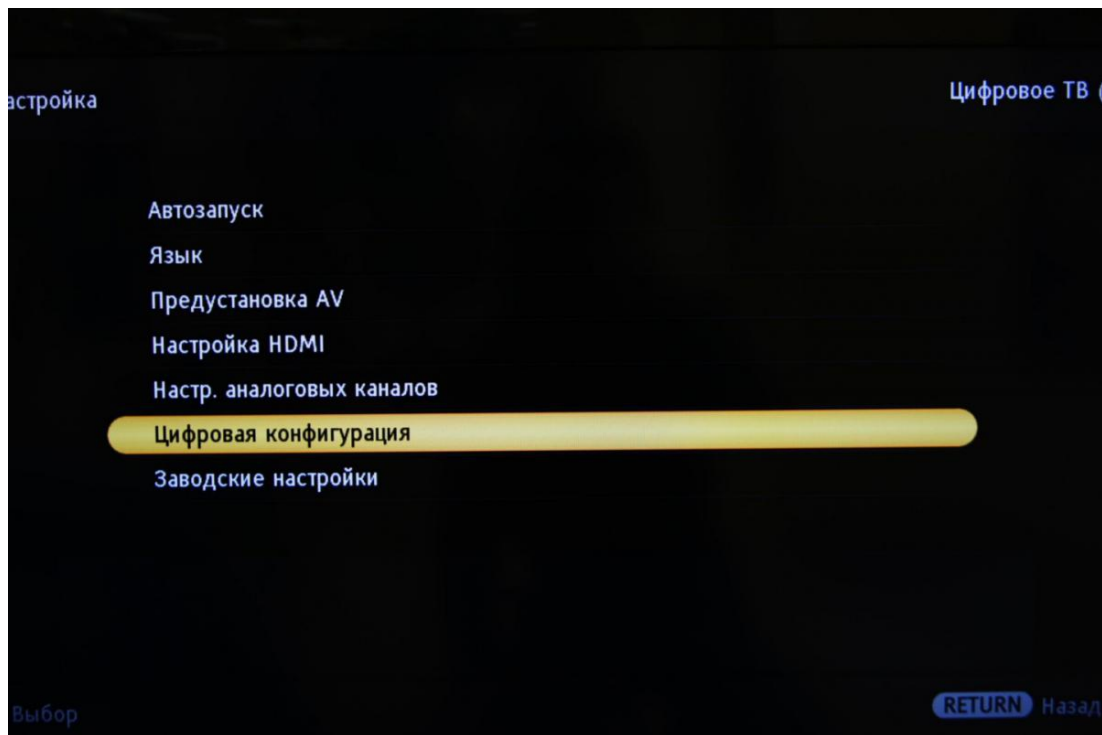 астройка
Цифровое ТВ (
Автозапуск
Язык
Предустановка AV
Настройка HDMI
Настр. аналоговых каналов
Цифровая конфигурация
Заводские настройки
Выбор
RETURN Назад